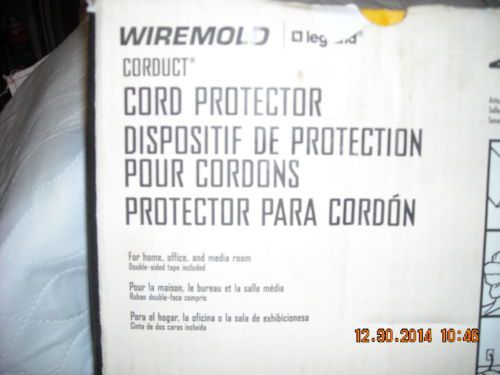 WIREMOLD legrand®
CORDUCT®
CORD PROTECTOR
DISPOSITIF DE PROTECTION
POUR CORDONS
PROTECTOR PARA CORDÓN
For home, office, and media room
Double-sided tape included
Pour la maison, le bureau et la salle média
Ruban double-face compris
Para el hogar, la oficina o la sala de exhibicionesa
Cinta de dos caras incluida
12.30.2014 10:46